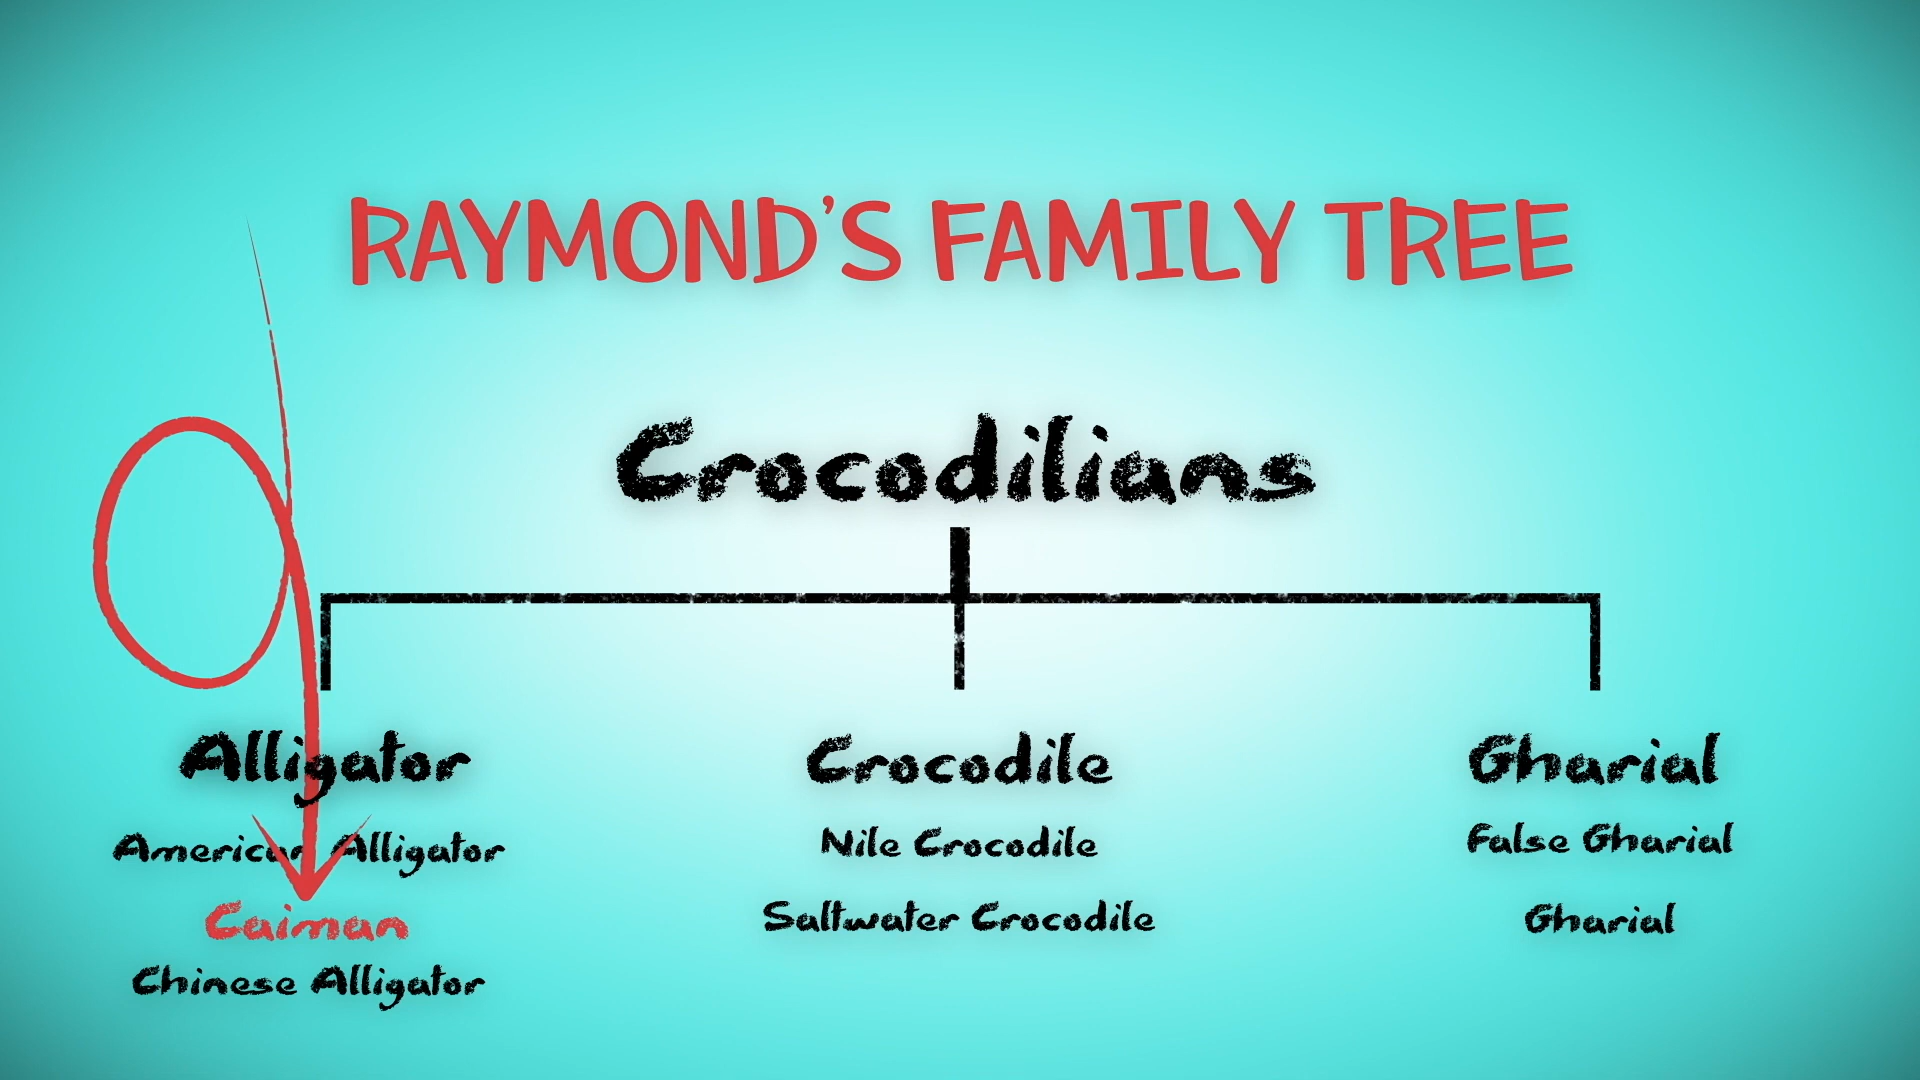 RAYMOND'S FAMILY TREE
Crocodilians
Alligator
American Alligator
Caiman
Chinese Alligator
Crocodile
Nile Crocodile
Saltwater Crocodile
Gharial
False Gharial
Gharial